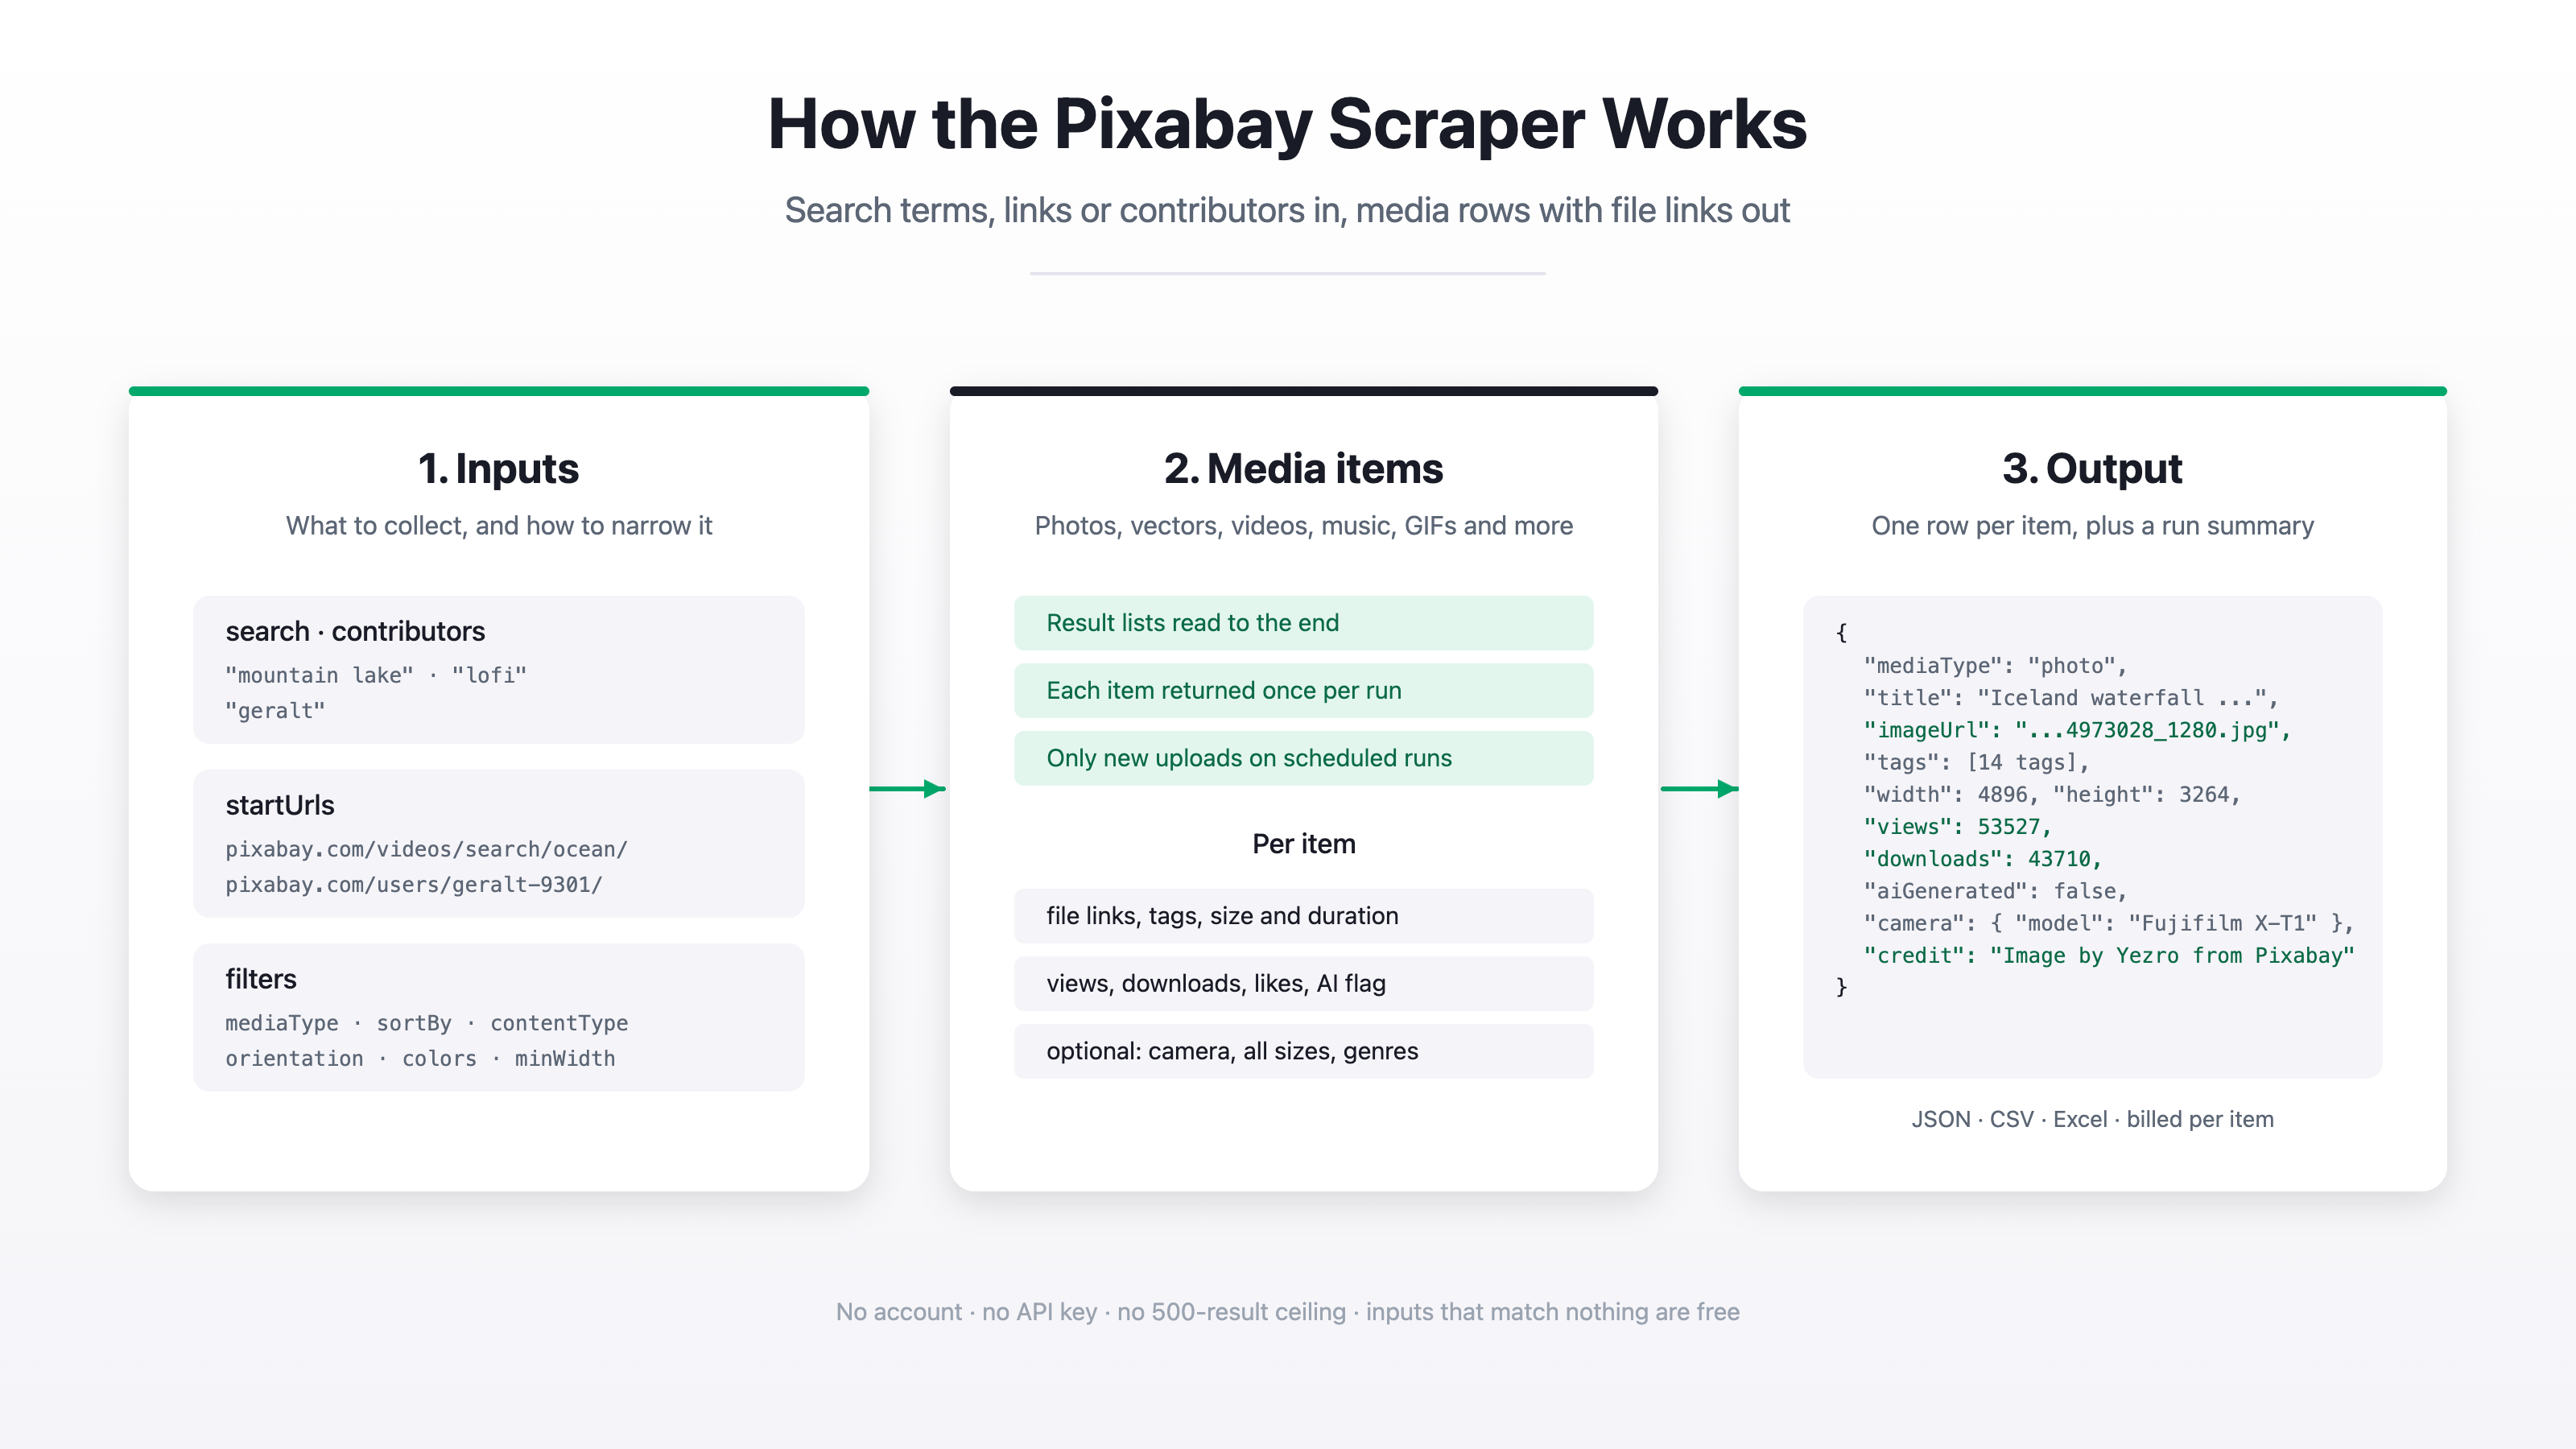 How the Pixabay Scraper Works
Search terms, links or contributors in, media rows with file links out
1. Inputs
What to collect, and how to narrow it
search · contributors
"mountain lake" · "lofi"
"geralt"
startUrls
pixabay.com/videos/search/ocean/
pixabay.com/users/geralt-9301/
filters
mediaType · sortBy · contentType
orientation · colors · minWidth
2. Media items
Photos, vectors, videos, music, GIFs and more
Result lists read to the end
Each item returned once per run
Only new uploads on scheduled runs
Per item
file links, tags, size and duration
views, downloads, likes, AI flag
optional: camera, all sizes, genres
3. Output
One row per item, plus a run summary
{
"mediaType": "photo",
"title": "Iceland waterfall ...",
"imageUrl": "...4973028_1280.jpg",
"tags": [14 tags],
"width": 4896, "height": 3264,
"views": 53527,
"downloads": 43710,
"aiGenerated": false,
"camera": { "model": "Fujifilm X-T1" },
"credit": "Image by Yezro from Pixabay"
}
JSON · CSV · Excel · billed per item
No account · no API key · no 500-result ceiling · inputs that match nothing are free